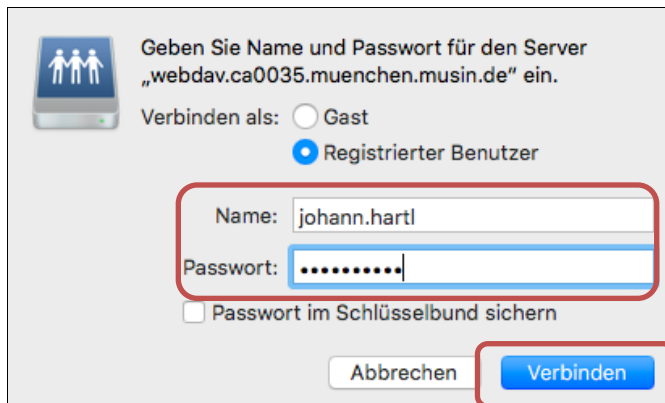 Geben Sie Name und Passwort für den Server
„webdav.ca0035.muenchen.musin.de“ ein.
Verbinden als: Gast
Registrierter Benutzer
Name: johann.hartl
Passwort: ••••••••••
Passwort im Schlüsselbund sichern
Abbrechen Verbinden